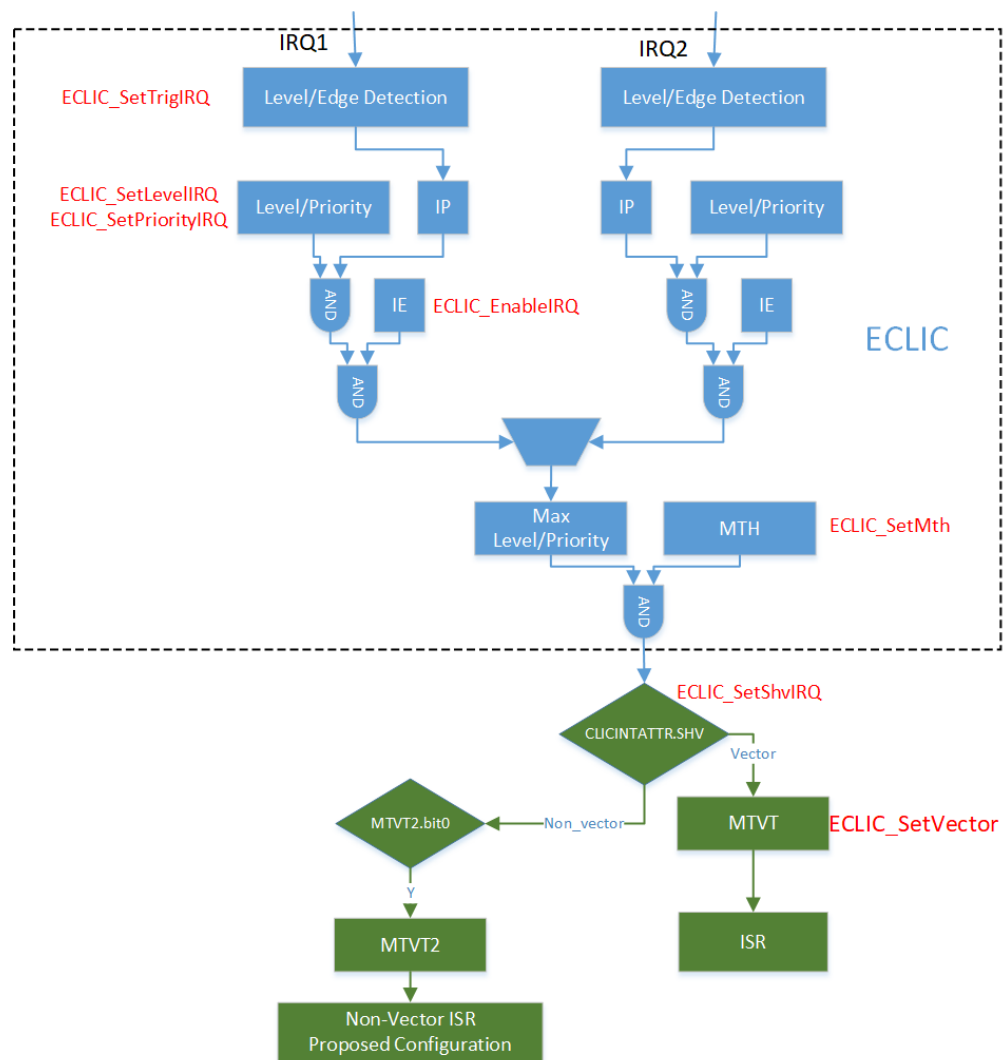 IRQ1
IRQ2
ECLIC_SetTrigIRQ
Level/Edge Detection
Level/Edge Detection
ECLIC_SetLevelIRQ
ECLIC_SetPriorityIRQ
Level/Priority
IP
IP
Level/Priority
AND
IE
ECLIC_EnableIRQ
AND
IE
ECLIC
AND
AND
Max
Level/Priority
MTH
ECLIC_SetMth
AND
ECLIC_SetShvIRQ
CLICINTATTR.SHV
Vector
MTVT2.bit0
Non_vector
MTVT
ECLIC_SetVector
Y
MTVT2
ISR
Non-Vector ISR
Proposed Configuration